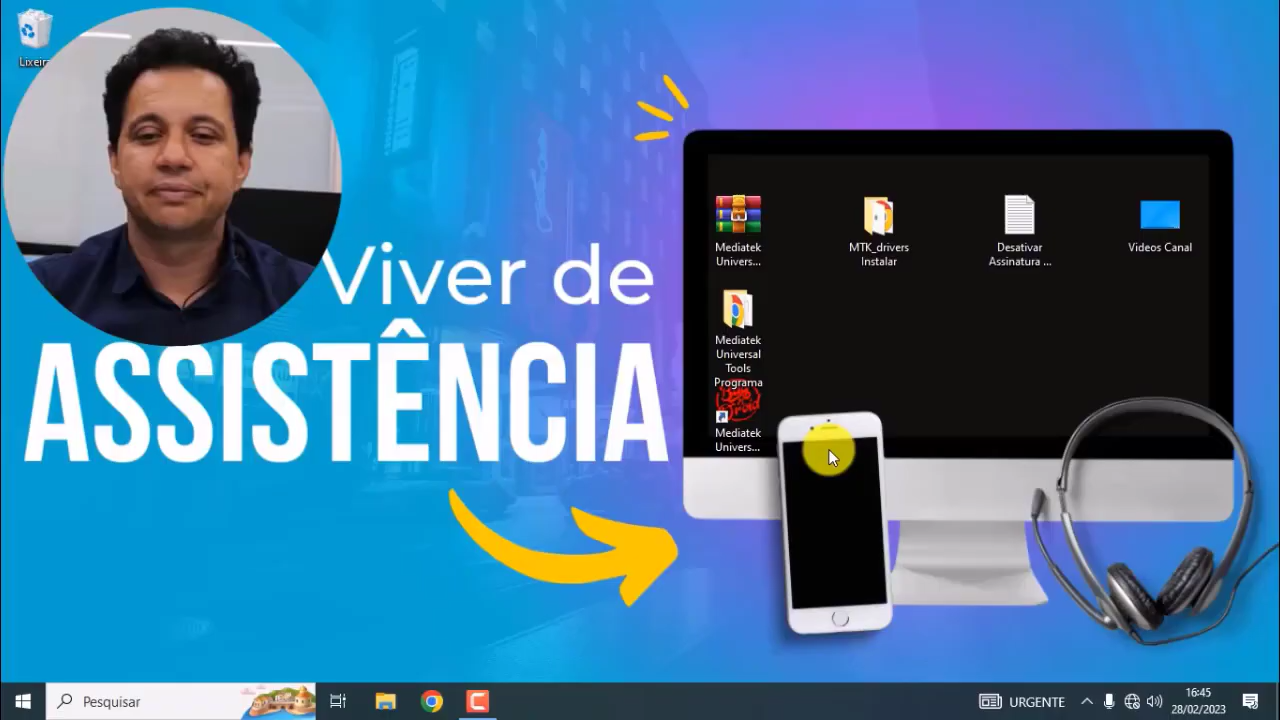 Lixeira
Viver de
ASSISTÊNCIA
Mediatek
Univers...
MTK_drivers
Instalar
Desativar
Assinatura ...
Videos Canal
Mediatek
Universal
Tools
Programa
Mediatek
Univers...
Pesquisar
URGENTE
16:45
28/02/2023